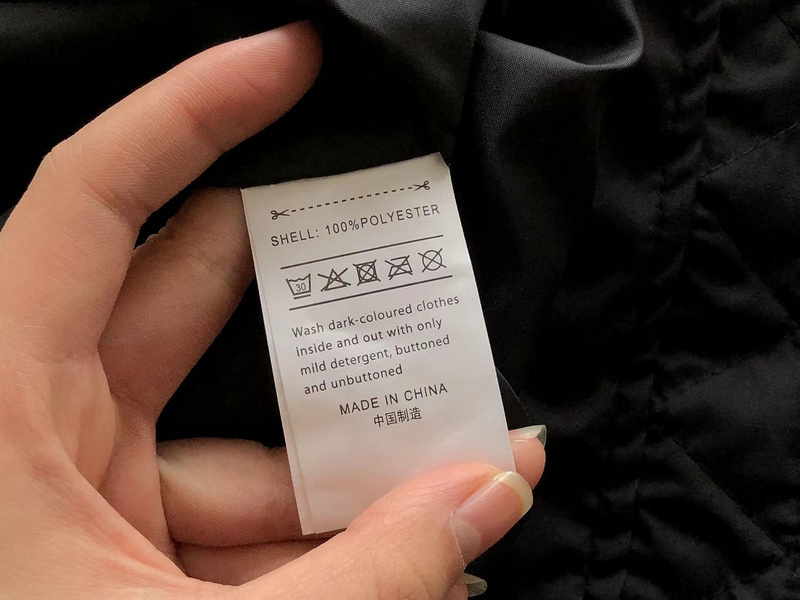 SHELL: 100%POLYESTER
30
Wash dark-coloured clothes
inside and out with only
mild detergent, buttoned
and unbuttoned
MADE IN CHINA
中国制造